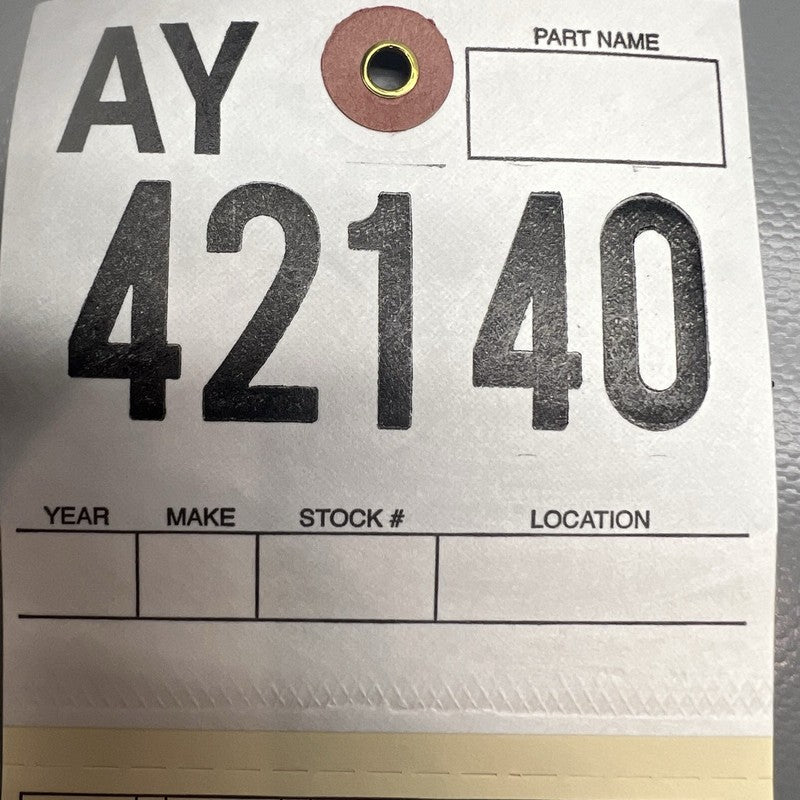 AY
PART NAME
42140
YEAR MAKE STOCK # LOCATION